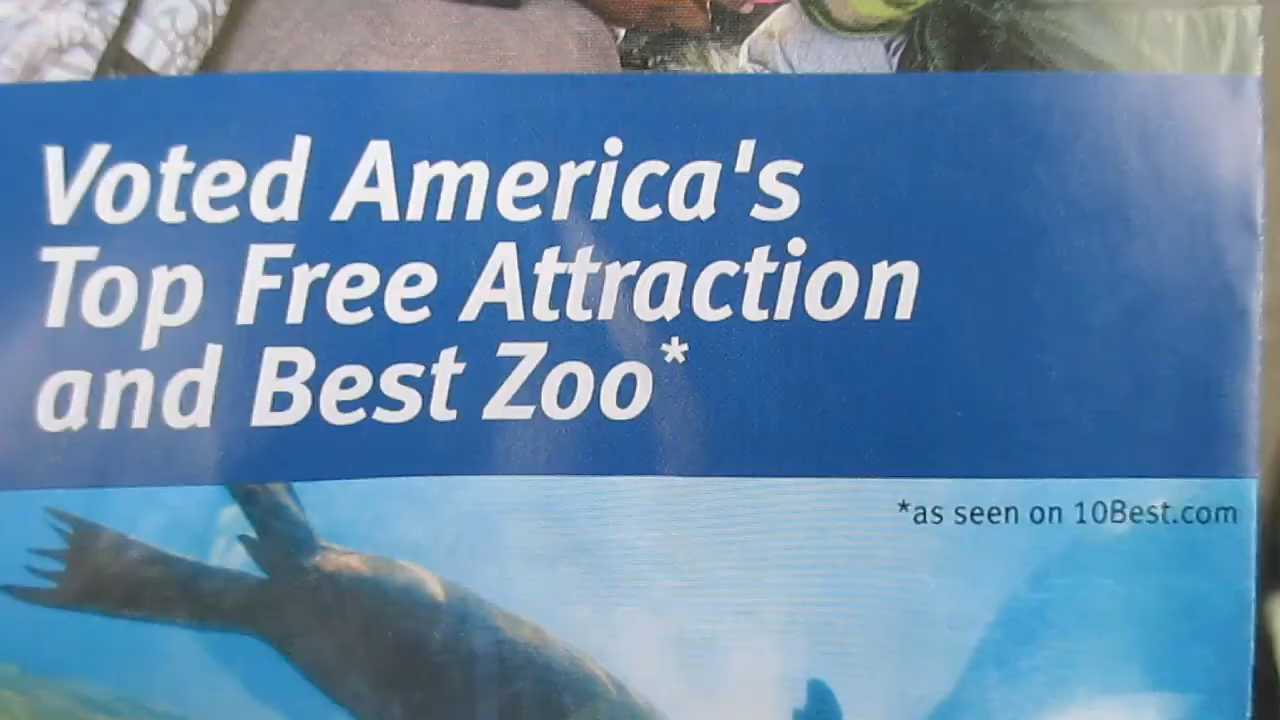 Voted America's
Top Free Attraction
and Best Zoo*
*as seen on 10Best.com